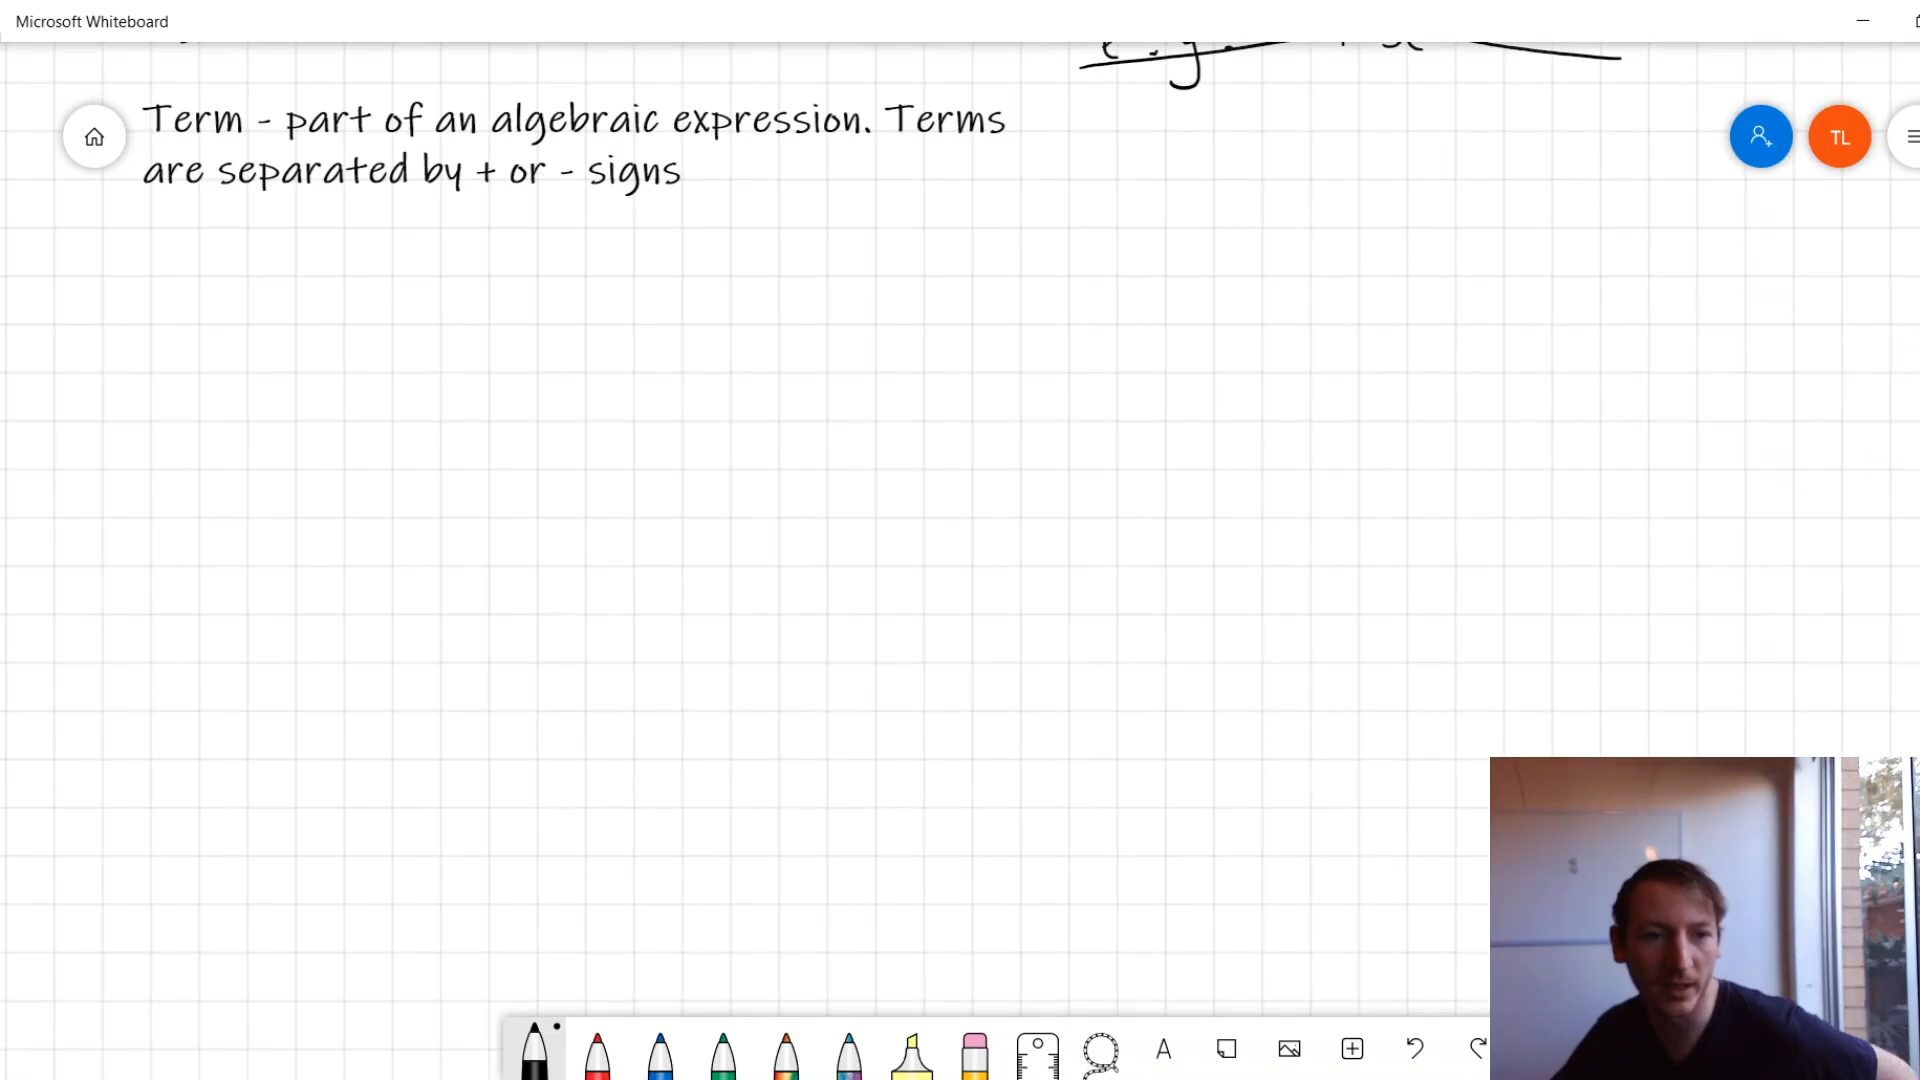 Microsoft Whiteboard
e.g.
Term - part of an algebraic expression. Terms
are separated by + or - signs
TL